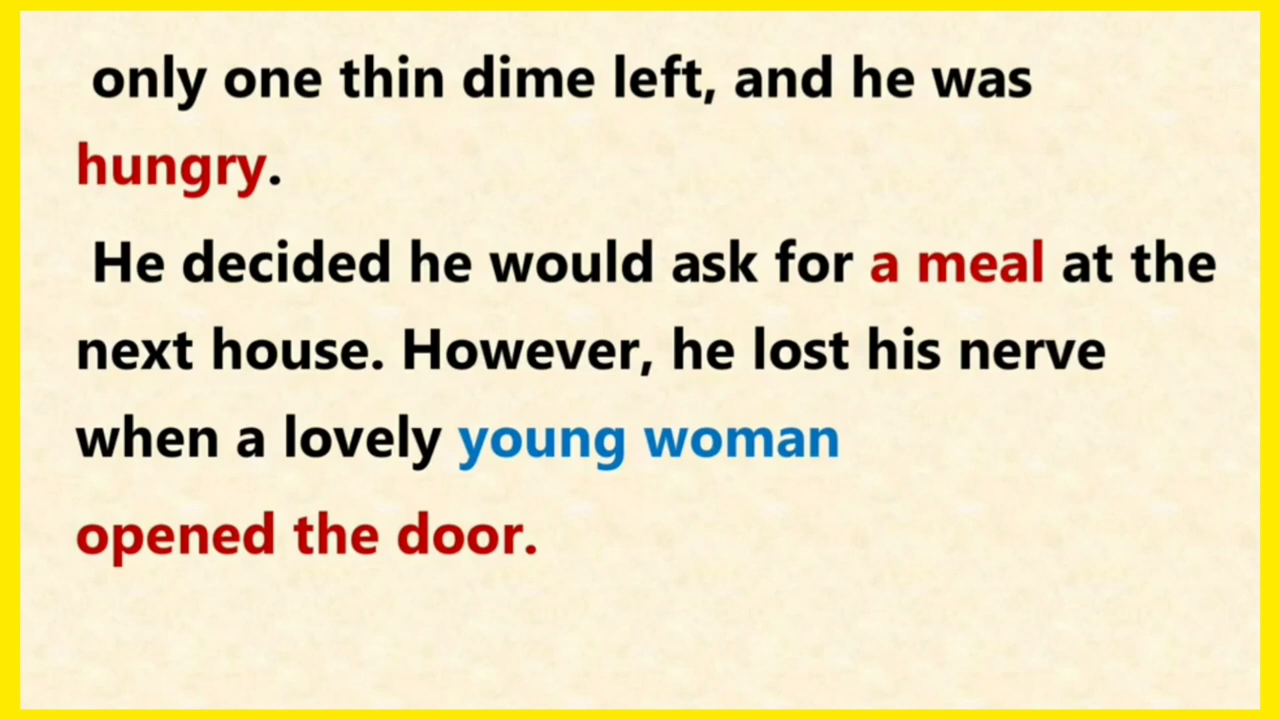 only one thin dime left, and he was
hungry.
He decided he would ask for a meal at the
next house. However, he lost his nerve
when a lovely young woman
opened the door.